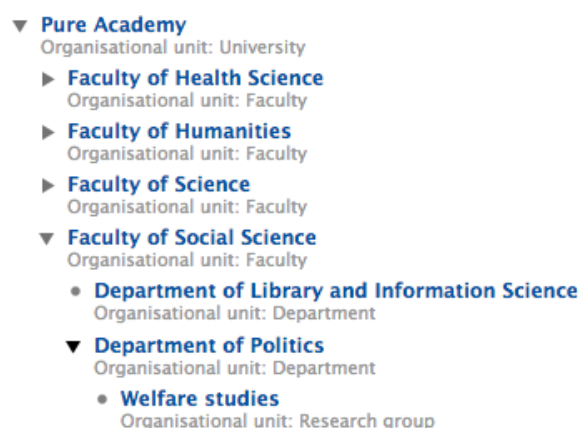 Pure Academy
Organisational unit: University
Faculty of Health Science
Organisational unit: Faculty
Faculty of Humanities
Organisational unit: Faculty
Faculty of Science
Organisational unit: Faculty
Faculty of Social Science
Organisational unit: Faculty
Department of Library and Information Science
Organisational unit: Department
Department of Politics
Organisational unit: Department
Welfare studies
Organisational unit: Research group